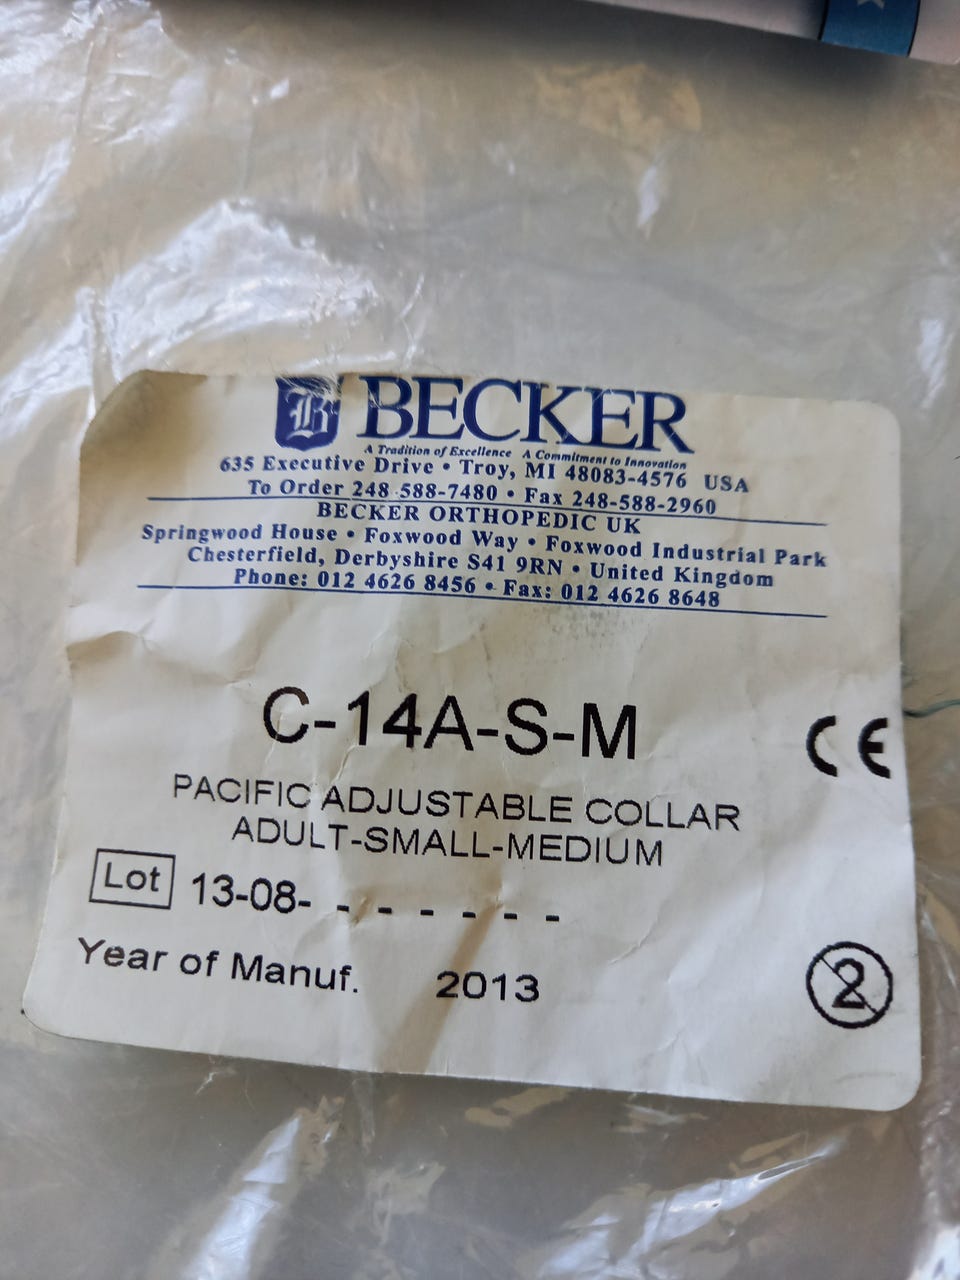 B BECKER
A Tradition of Excellence A Commitment to Innovation
635 Executive Drive • Troy, MI 48083-4576 USA
To Order 248-588-7480 • Fax 248-588-2960
BECKER ORTHOPEDIC UK
Springwood House • Foxwood Way • Foxwood Industrial Park
Chesterfield, Derbyshire S41 9RN • United Kingdom
Phone: 012 4626 8456 • Fax: 012 4626 8648
C-14A-S-M
CE
PACIFIC ADJUSTABLE COLLAR
ADULT-SMALL-MEDIUM
Lot 13-08- - - - - - -
Year of Manuf. 2013
2